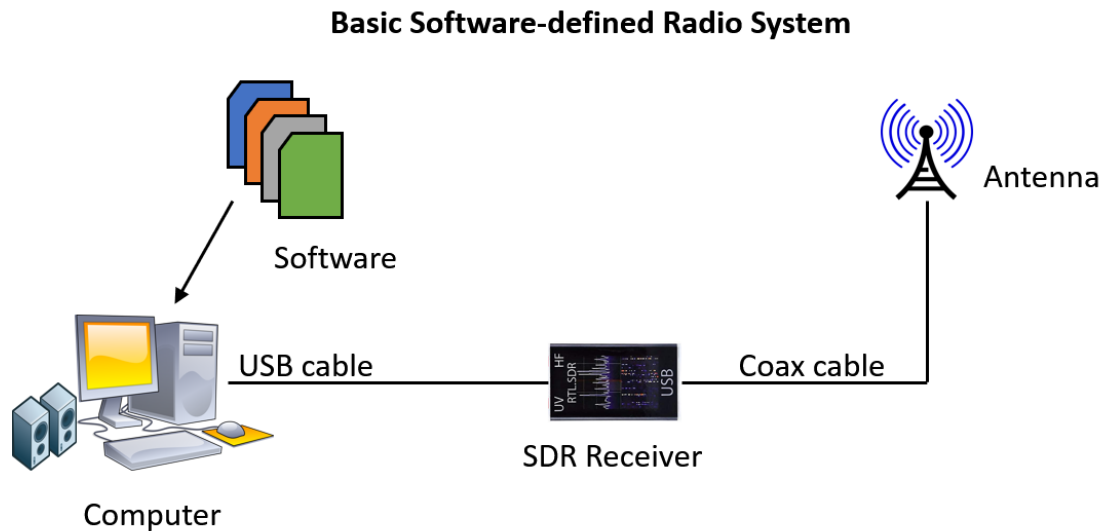 Basic Software-defined Radio System
Antenna
Software
USB cable
Coax cable
UV HF
RTL.SDR
USB
SDR Receiver
Computer